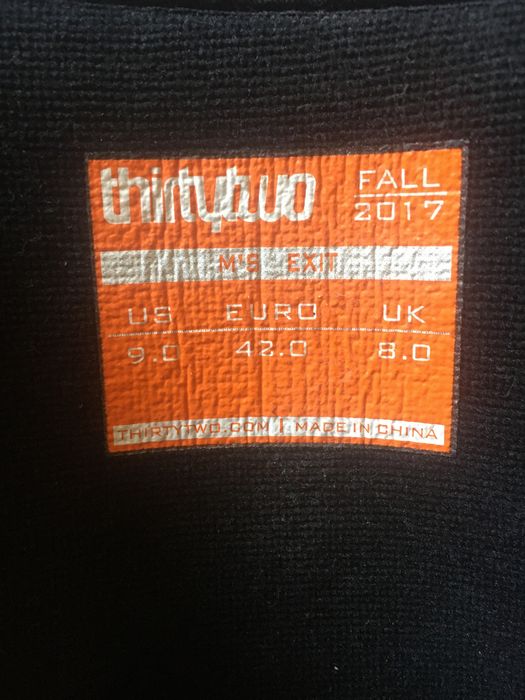 thirtytwo FALL
2017
M'S EXIT
US EURO UK
9.0 42.0 8.0
THIRTYTWO.COM | MADE IN CHINA